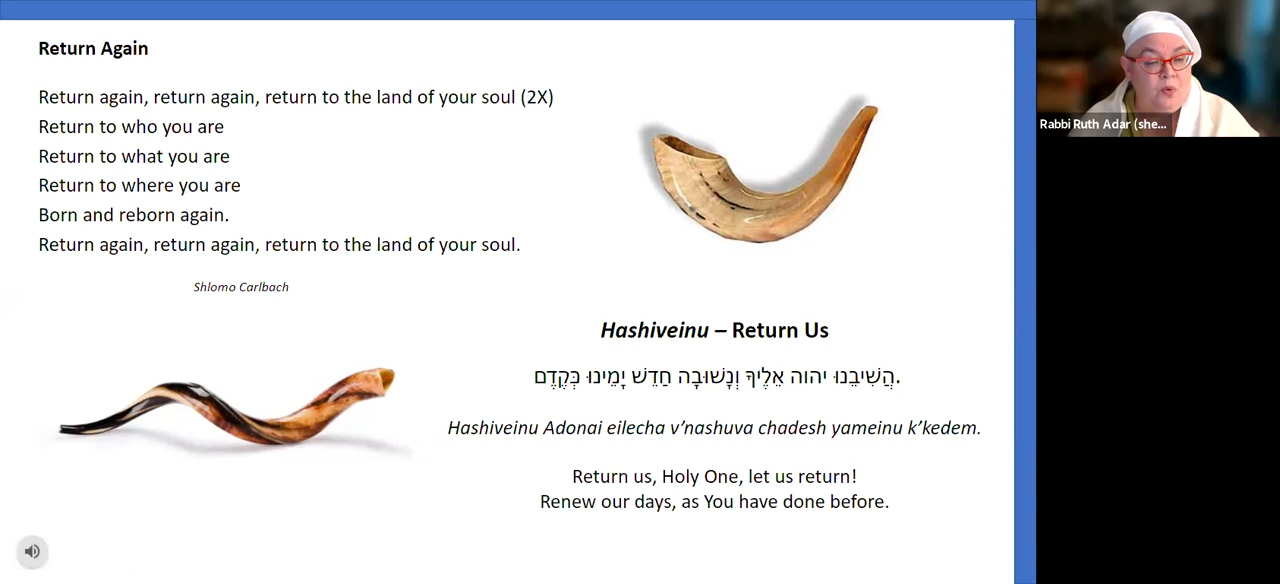 Return Again
Return again, return again, return to the land of your soul (2X)
Return to who you are
Return to what you are
Return to where you are
Born and reborn again.
Return again, return again, return to the land of your soul.
Shlomo Carlbach
Hashiveinu – Return Us
הֲשִׁיבֵנוּ יהוה אֵלֶיךָ וְנָשׁוּבָה חַדֵּשׁ יָמֵינוּ כְּקֶדֶם.
Hashiveinu Adonai eilecha v’nashuva chadesh yameinu k’kedem.
Return us, Holy One, let us return!
Renew our days, as You have done before.
Rabbi Ruth Adar (she...